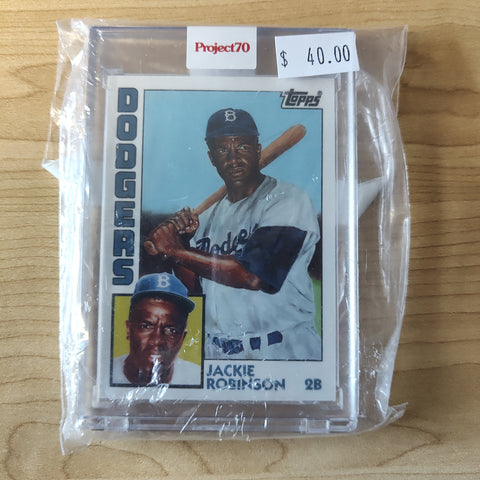 Project70
$ 40.00
Topps
DODGERS
B
Dodgers
B
JACKIE
ROBINSON 2B